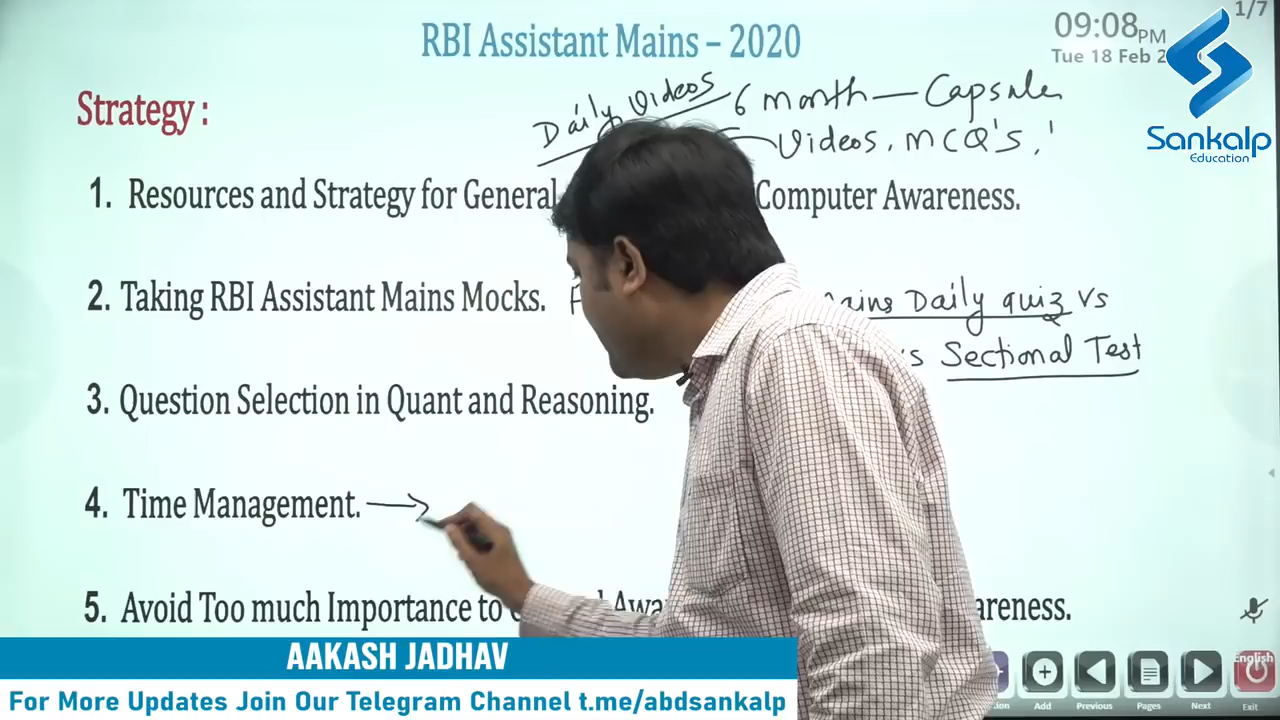 RBI Assistant Mains – 2020
09:08 PM
1/7
Tue 18 Feb
Sankalp
Education
Strategy :
Daily Videos
6 month — Capsule
Videos, MCQ's,
1. Resources and Strategy for General Computer Awareness.
2. Taking RBI Assistant Mains Mocks. Daily quiz vs
Sectional Test
3. Question Selection in Quant and Reasoning.
4. Time Management. →
5. Avoid Too much Importance to
AAKASH JADHAV
For More Updates Join Our Telegram Channel t.me/abdsankalp
Add
Previous
Pages
Next
English
Exit